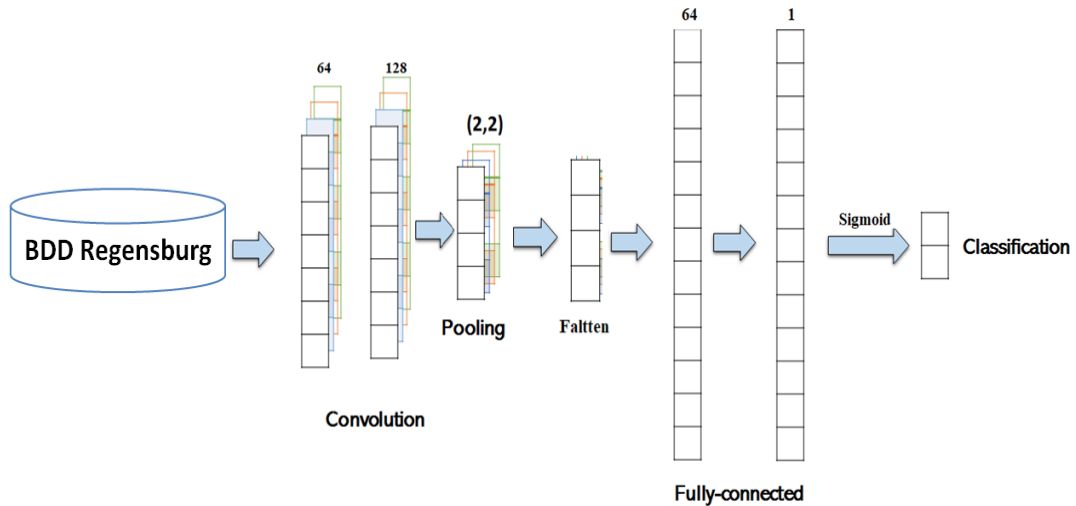 64
128
(2,2)
64
1
BDD Regensburg
Sigmoid
Classification
Pooling
Faltten
Convolution
Fully-connected